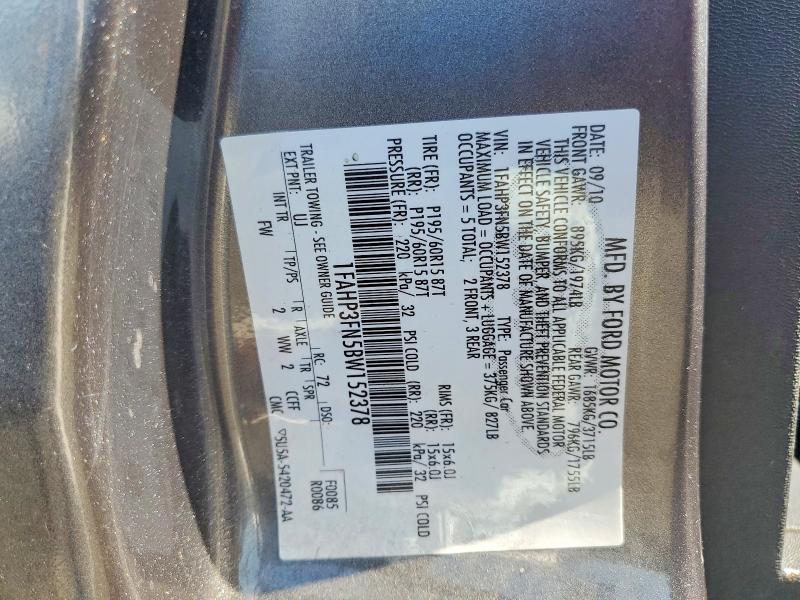 MFD. BY FORD MOTOR CO.
DATE: 09/10 GVWR: 1685KG/3715LB
FRONT GAWR: 895KG/1974LB REAR GAWR: 796KG/1755LB
THIS VEHICLE CONFORMS TO ALL APPLICABLE FEDERAL MOTOR
VEHICLE SAFETY, BUMPER, AND THEFT PREVENTION STANDARDS
IN EFFECT ON THE DATE OF MANUFACTURE SHOWN ABOVE.
VIN: 1FAHP3FN5BW152378 TYPE: Passenger Car
MAXIMUM LOAD = OCCUPANTS + LUGGAGE = 375KG/827LB
OCCUPANTS = 5 TOTAL; 2 FRONT, 3 REAR
TIRE (FR): P195/60R15 87T RIMS (FR): 15x6.0J
(RR): P195/60R15 87T (RR): 15x6.0J
PRESSURE (FR): 220 kPa/32 PSI COLD (RR): 220 kPa/32 PSI COLD
1FAHP3FN5BW152378
TRAILER TOWING - SEE OWNER GUIDE
EXT PNT: UJ RC: 72 DSO: F0085
R0086
INT TR TP/PS R AXLE TR SPR
FW 2 WW 2 CCFF
CMC ▽5U5A-5420472-AA